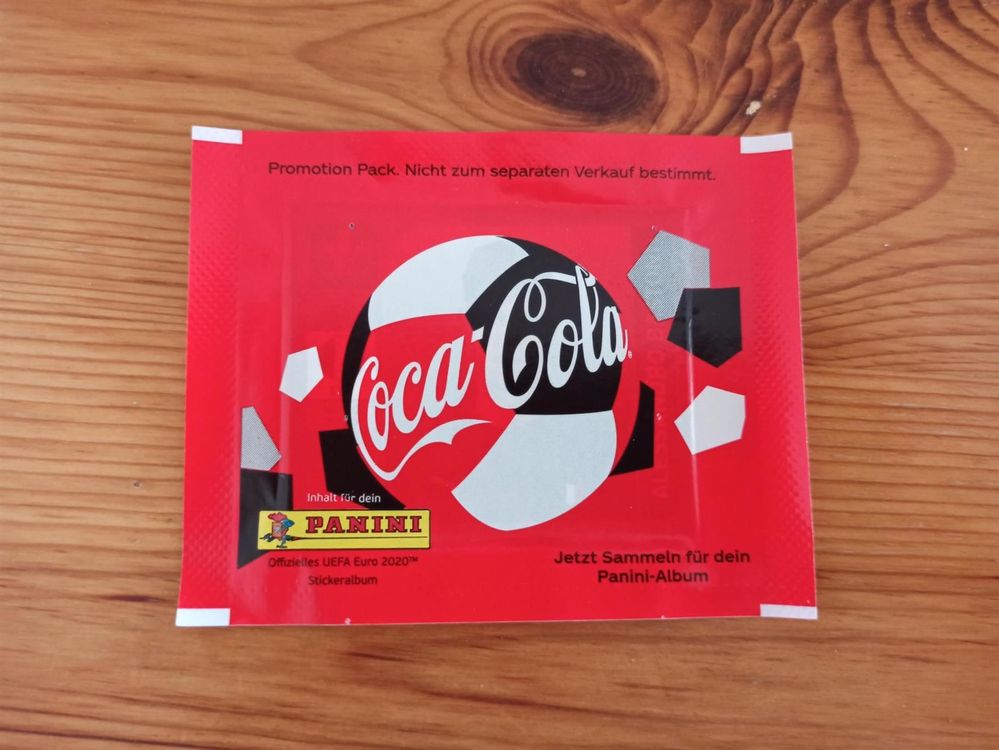 Promotion Pack. Nicht zum separaten Verkauf bestimmt.
Coca-Cola
Inhalt für dein
PANINI
Offizielles UEFA Euro 2020™
Stickeralbum
Jetzt Sammeln für dein
Panini-Album